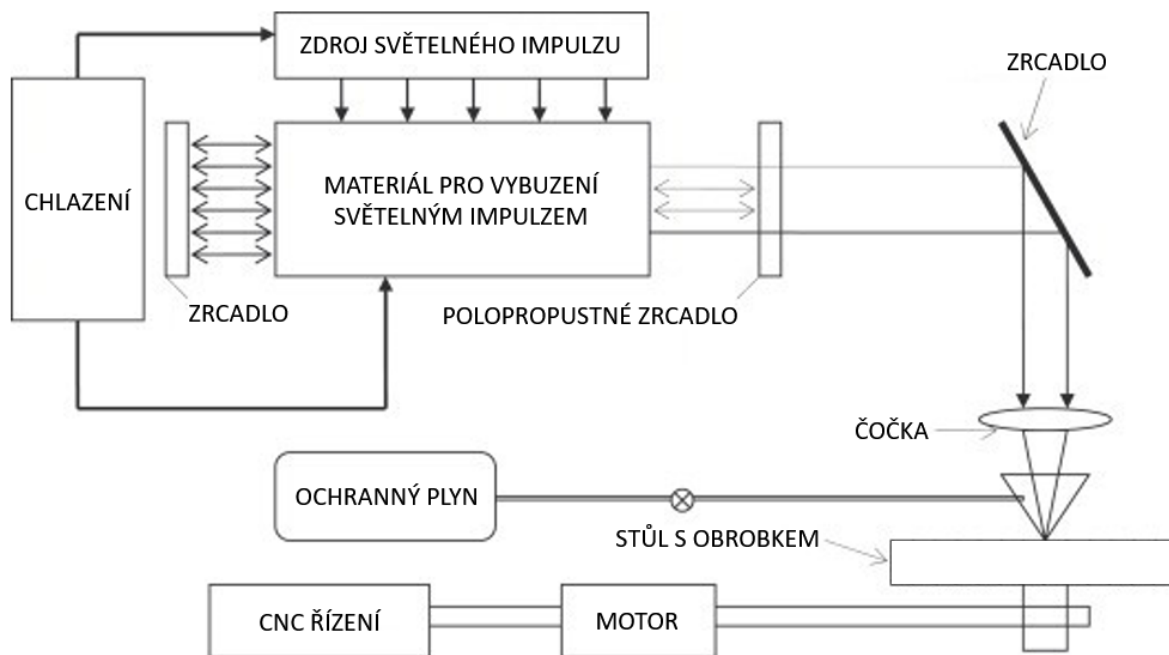 ZDROJ SVĚTELNÉHO IMPULZU
ZRCADLO
CHLAZENÍ
MATERIÁL PRO VYBUZENÍ
SVĚTELNÝM IMPULZEM
ZRCADLO
POLOPROPUSTNÉ ZRCADLO
ČOČKA
OCHRANNÝ PLYN
STŮL S OBROBKEM
CNC ŘÍZENÍ
MOTOR